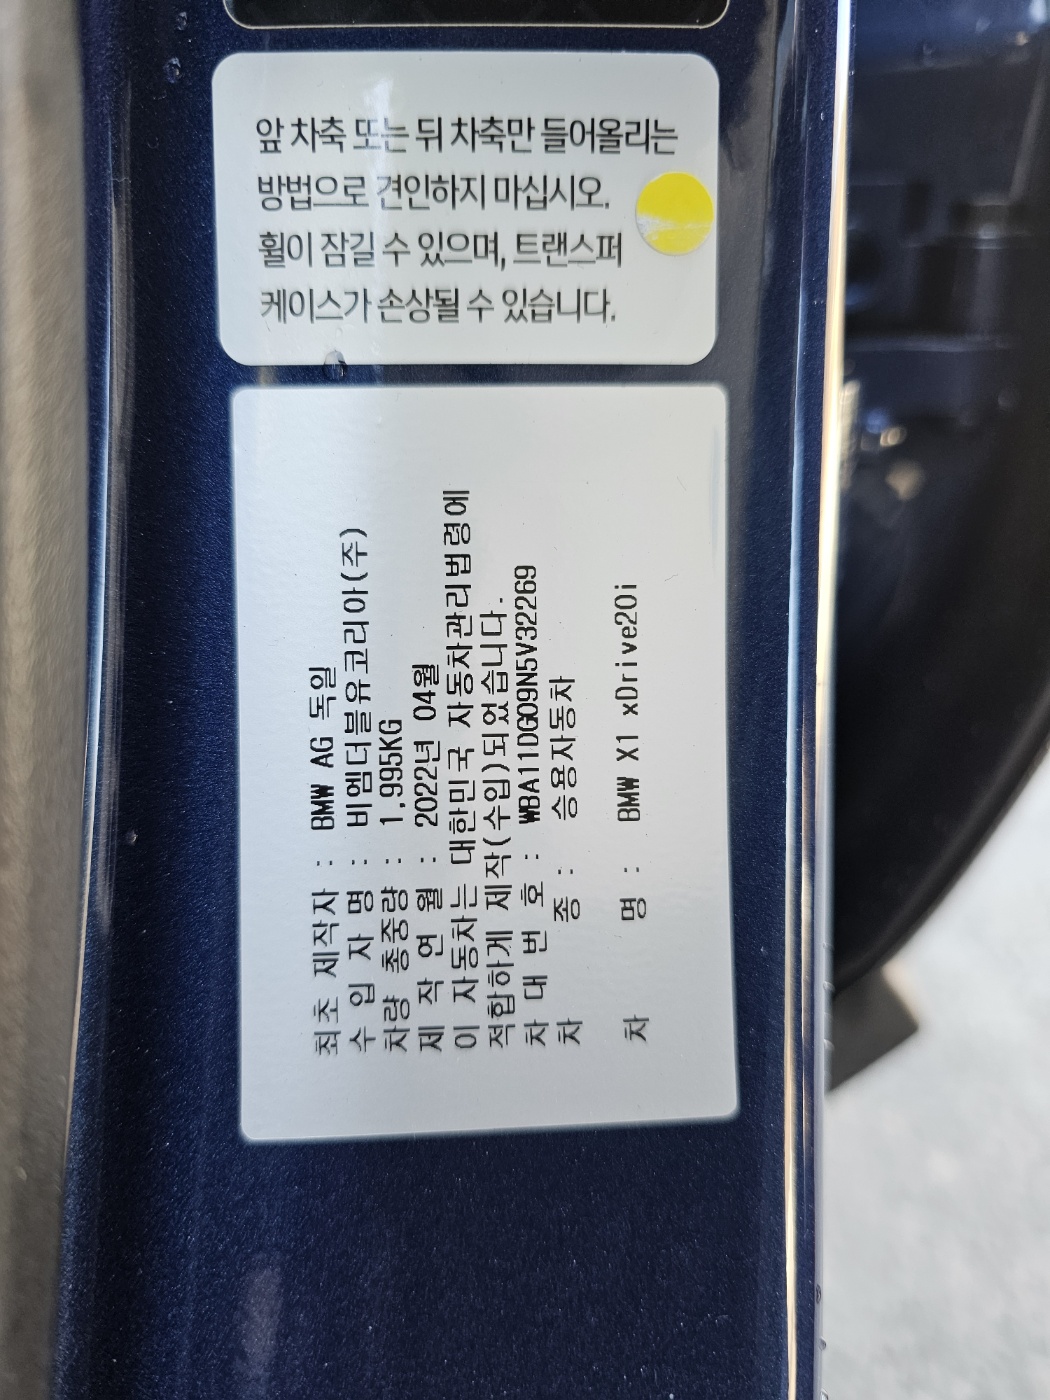 앞 차축 또는 뒤 차축만 들어올리는
방법으로 견인하지 마십시오.
휠이 잠길 수 있으며, 트랜스퍼
케이스가 손상될 수 있습니다.
최초 제작자 : BMW AG 독일
수 입 자 명 : 비엠더블유코리아(주)
차량 총중량 : 1,995KG
제 작 연 월 : 2022년 04월
이 자동차는 대한민국 자동차관리법령에
적합하게 제작(수입)되었습니다.
차 대 번 호 : WBA11DG09N5V32269
차 종 : 승용자동차
차 명 : BMW X1 xDrive20i